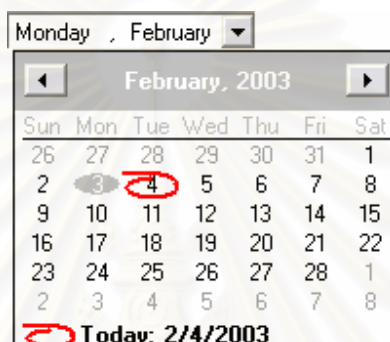 Monday , February
February, 2003
Sun Mon Tue Wed Thu Fri Sat
26 27 28 29 30 31 1
2 3 4 5 6 7 8
9 10 11 12 13 14 15
16 17 18 19 20 21 22
23 24 25 26 27 28 1
2 3 4 5 6 7 8
Today: 2/4/2003